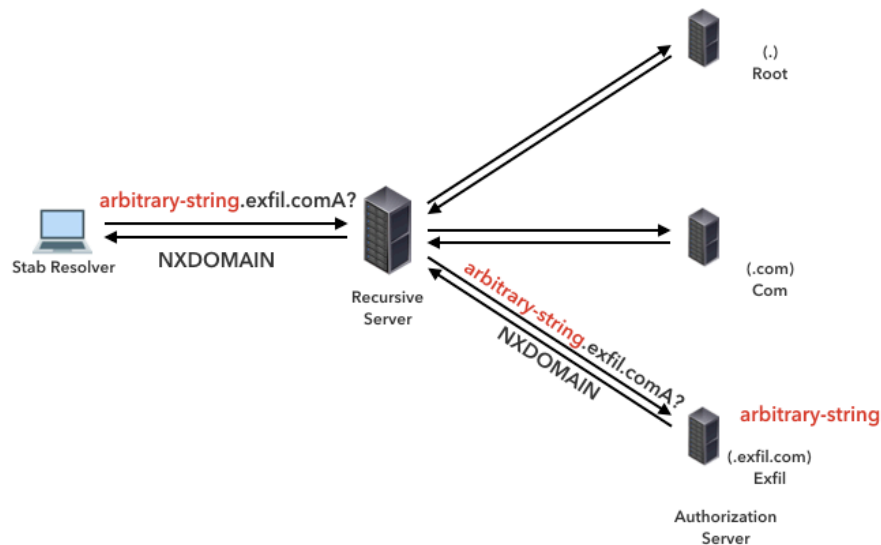 (.)
Root
arbitrary-string.exfil.comA?
NXDOMAIN
Stab Resolver
Recursive
Server
(.com)
Com
arbitrary-string.exfil.comA?
NXDOMAIN
arbitrary-string
(.exfil.com)
Exfil
Authorization
Server